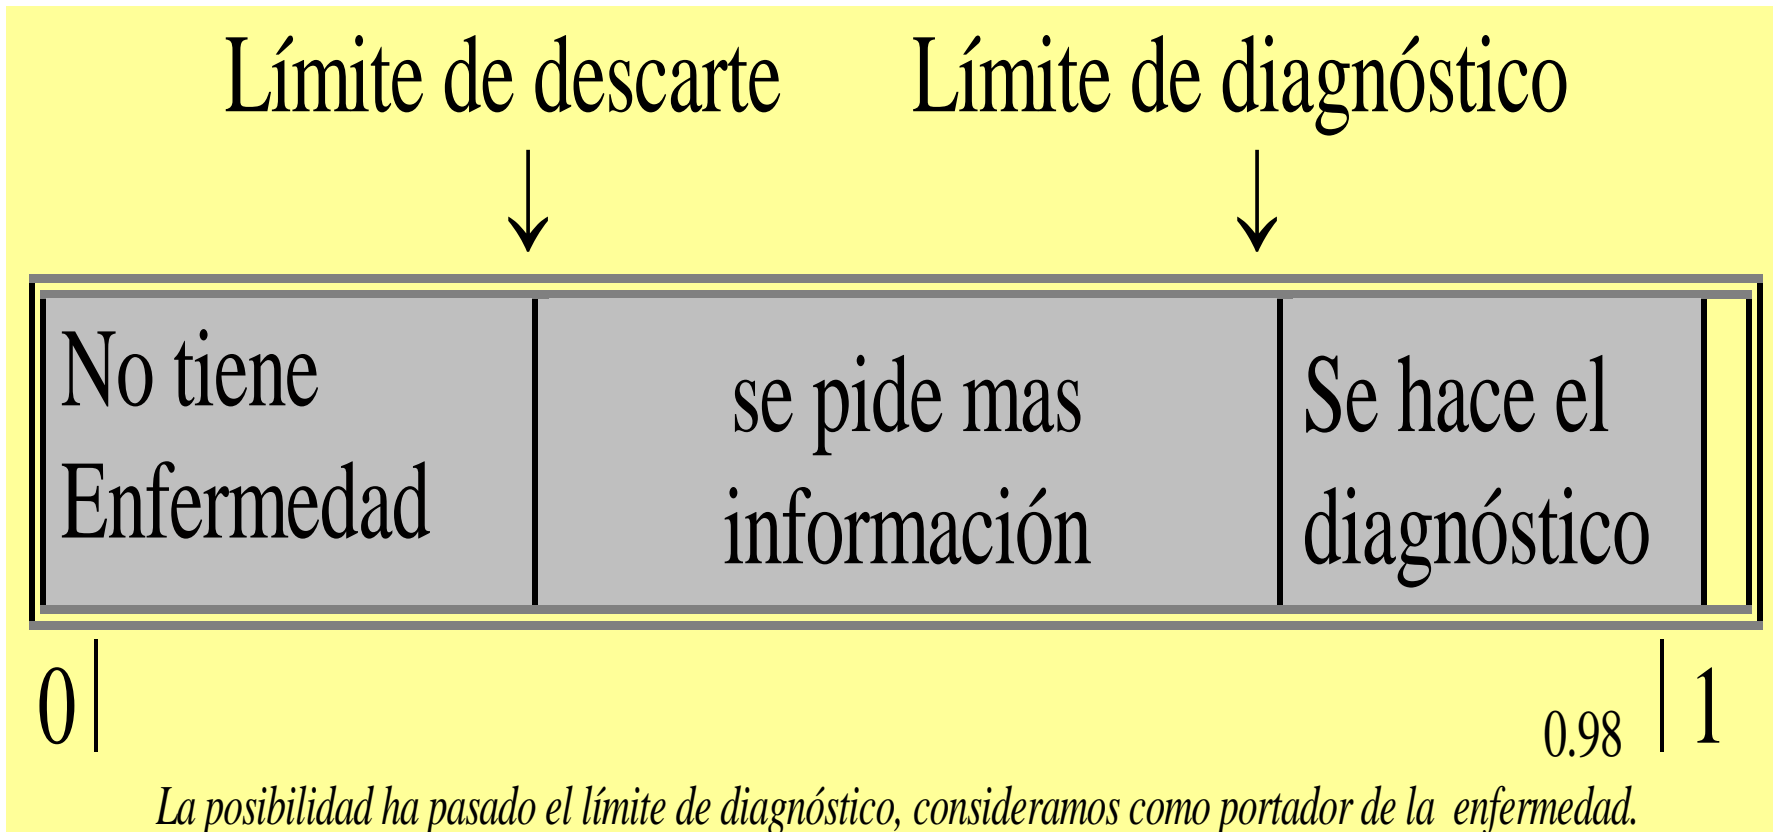 Límite de descarte Límite de diagnóstico
No tiene
Enfermedad
se pide mas
información
Se hace el
diagnóstico
0 0.98 1
La posibilidad ha pasado el límite de diagnóstico, consideramos como portador de la enfermedad.